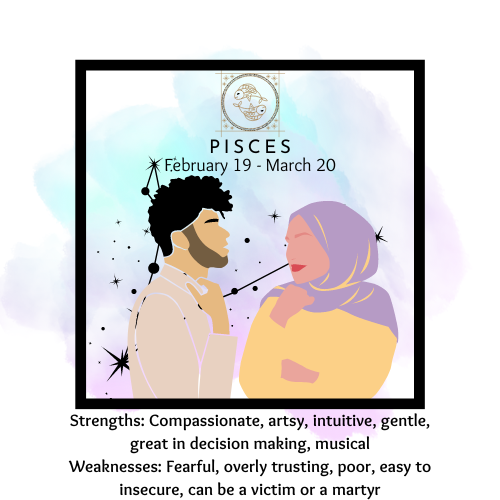 PISCES
February 19 - March 20
Strengths: Compassionate, artsy, intuitive, gentle,
great in decision making, musical
Weaknesses: Fearful, overly trusting, poor, easy to
insecure, can be a victim or a martyr